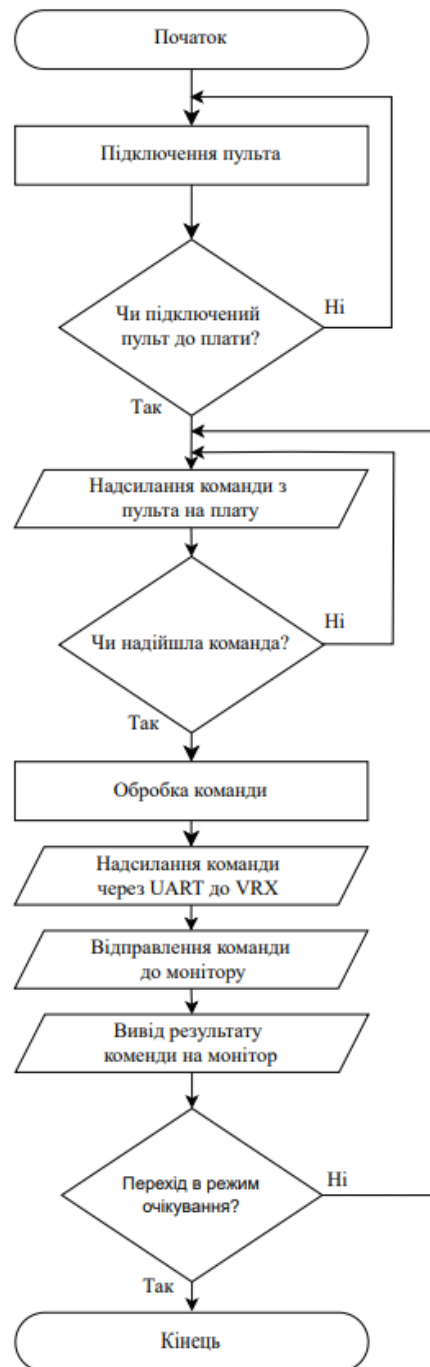 Початок
Підключення пульта
Чи підключений
пульт до плати?
Ні
Так
Надсилання команди з
пульта на плату
Чи надійшла команда?
Ні
Так
Обробка команди
Надсилання команди
через UART до VRX
Відправлення команди
до монітору
Вивід результату
коменди на монітор
Перехід в режим
очікування?
Ні
Так
Кінець